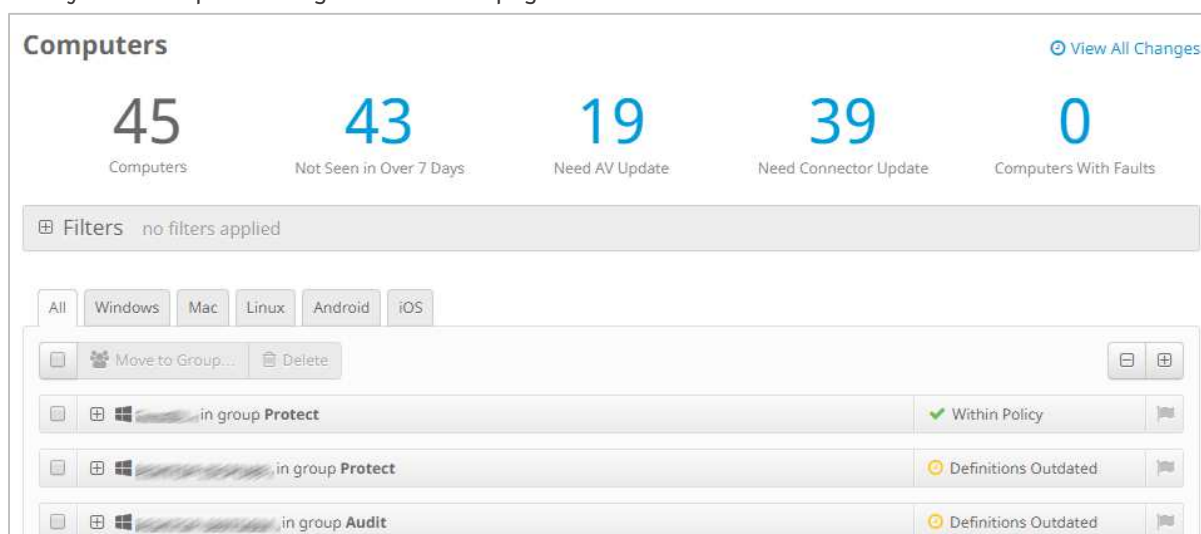 Computers
View All Changes
45
43
19
39
0
Computers
Not Seen in Over 7 Days
Need AV Update
Need Connector Update
Computers With Faults
Filters no filters applied
All Windows Mac Linux Android iOS
Move to Group... Delete
in group Protect Within Policy
in group Protect Definitions Outdated
in group Audit Definitions Outdated